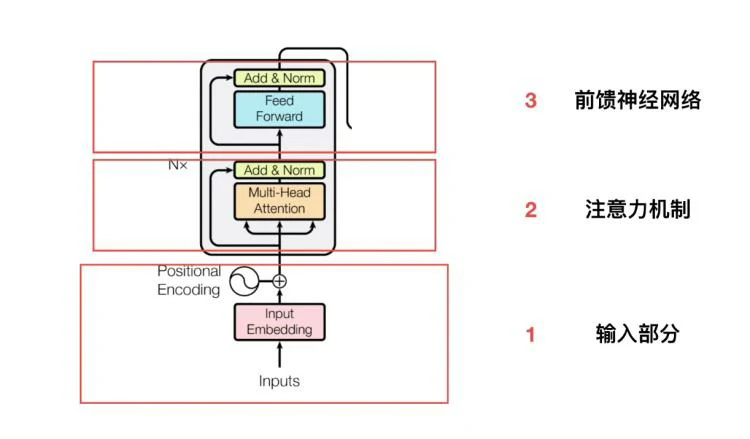 Add & Norm
Feed
Forward
3 前馈神经网络
N×
Add & Norm
Multi-Head
Attention
2 注意力机制
Positional
Encoding
Input
Embedding
1 输入部分
Inputs